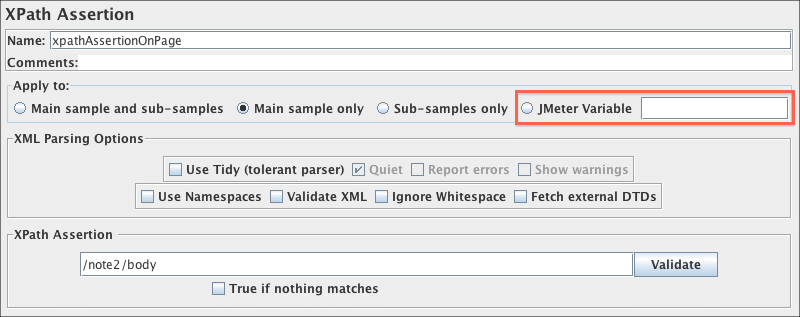 XPath Assertion
Name: xpathAssertionOnPage
Comments:
Apply to:
Main sample and sub-samples Main sample only Sub-samples only JMeter Variable
XML Parsing Options
Use Tidy (tolerant parser) Quiet Report errors Show warnings
Use Namespaces Validate XML Ignore Whitespace Fetch external DTDs
XPath Assertion
/note2/body Validate
True if nothing matches